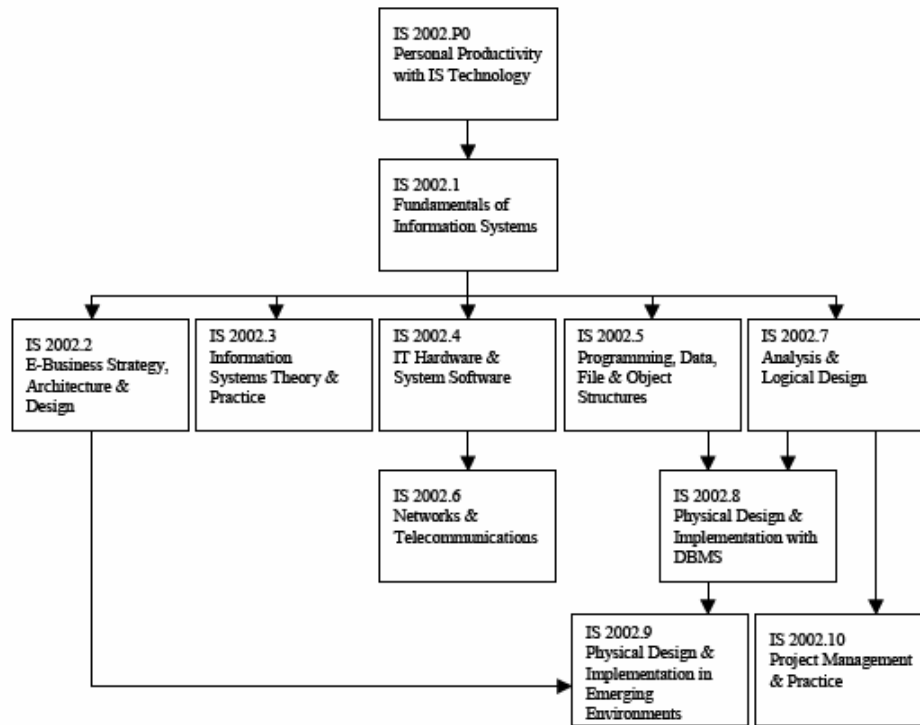 IS 2002.P0
Personal Productivity
with IS Technology
IS 2002.1
Fundamentals of
Information Systems
IS 2002.2
E-Business Strategy,
Architecture &
Design
IS 2002.3
Information
Systems Theory &
Practice
IS 2002.4
IT Hardware &
System Software
IS 2002.5
Programming, Data,
File & Object
Structures
IS 2002.7
Analysis &
Logical Design
IS 2002.6
Networks &
Telecommunications
IS 2002.8
Physical Design &
Implementation with
DBMS
IS 2002.9
Physical Design &
Implementation in
Emerging
Environments
IS 2002.10
Project Management
& Practice